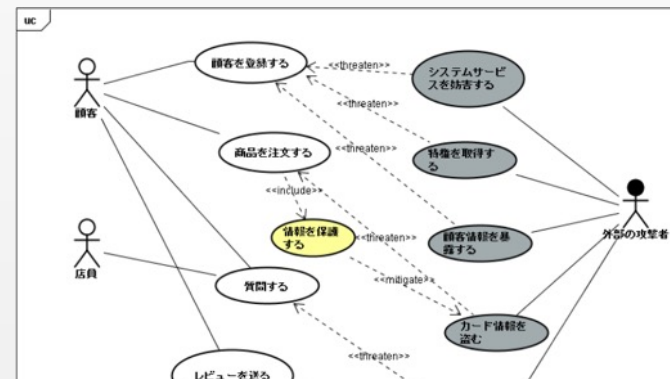 uc
顧客を登録する
<<threaten>>
システムサービ
スを妨害する
顧客
<<threaten>>
商品を注文する
<<threaten>>
特権を取得す
る
<<include>>
外部の攻撃者
情報を保護
する
<<threaten>>
顧客情報を暴
露する
店員
質問する
<<mitigate>>
カード情報を
盗む
<<threaten>>
レビューを送る